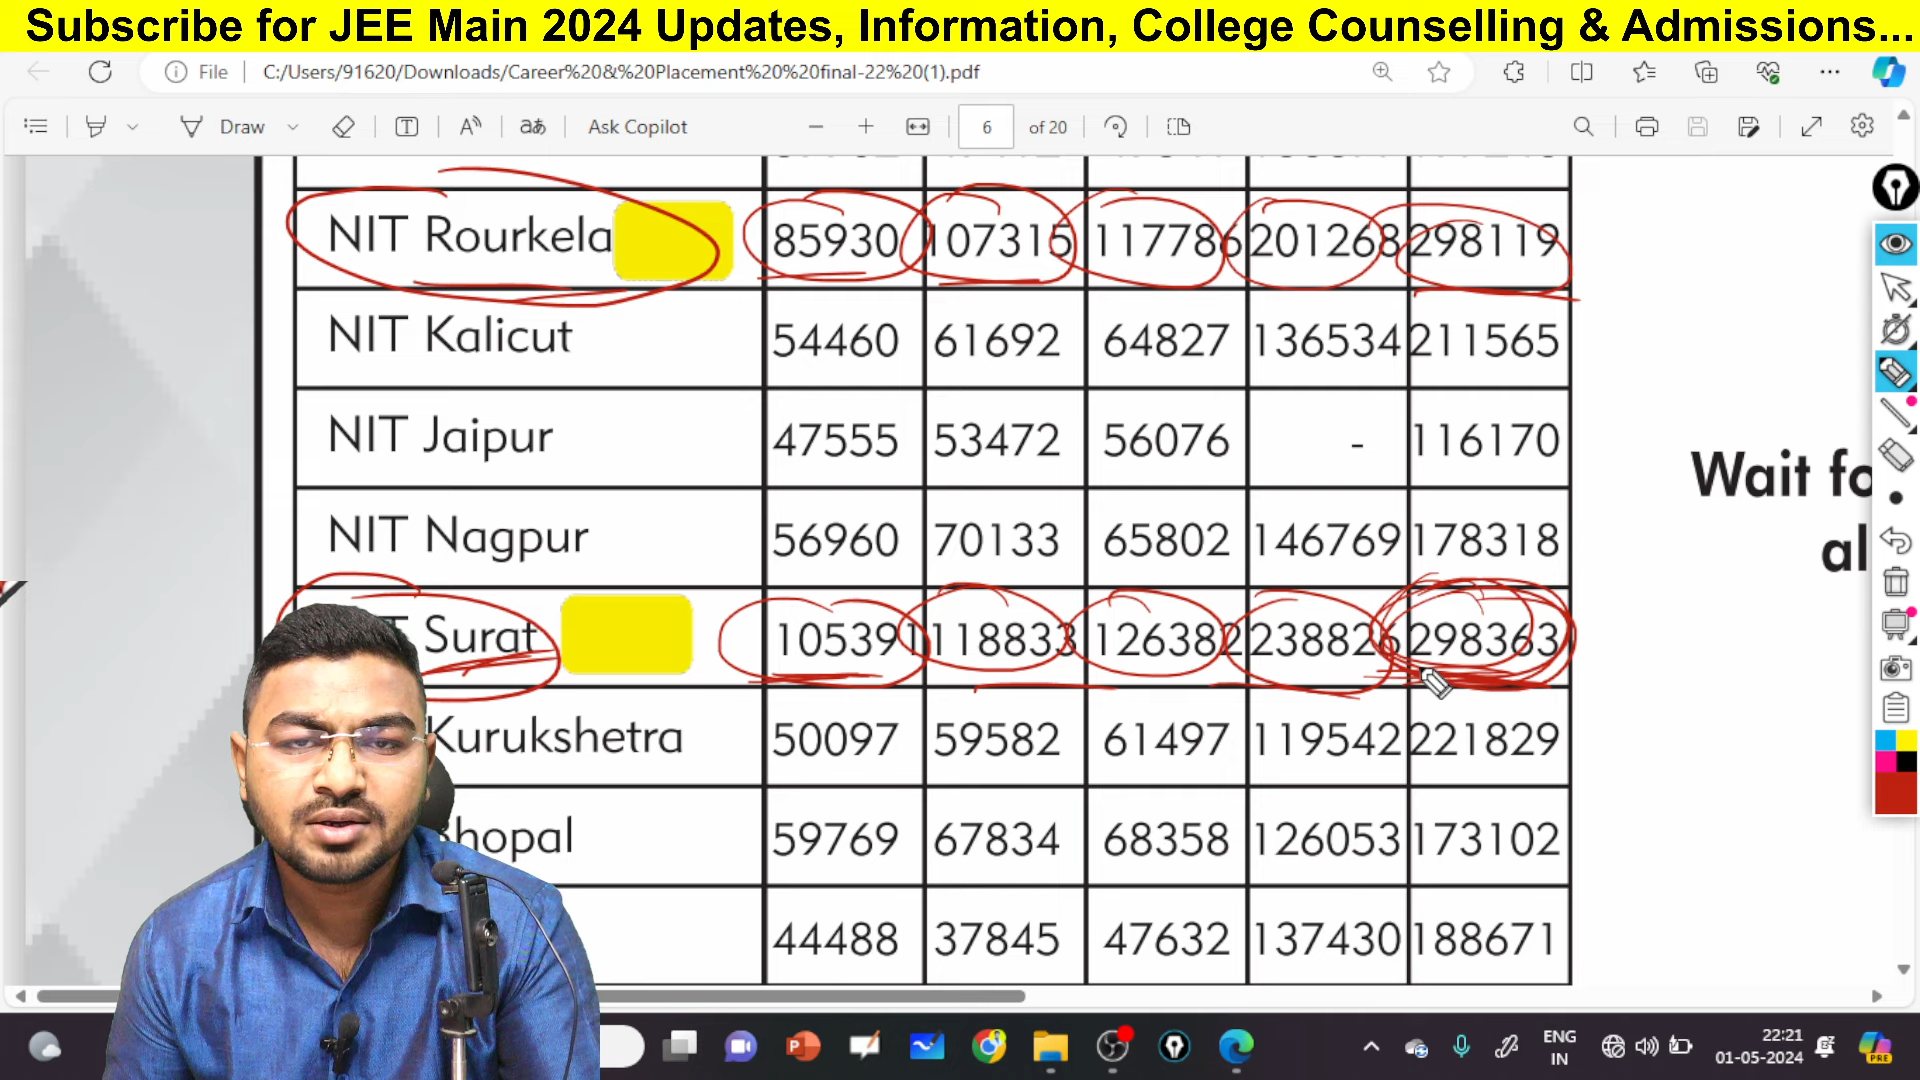 Subscribe for JEE Main 2024 Updates, Information, College Counselling & Admissions...
File C:/Users/91620/Downloads/Career%20&%20Placement%20%20final-22%20(1).pdf
Draw Ask Copilot 6 of 20
NIT Rourkela 85930 107315 117786 201268 298119
NIT Kalicut 54460 61692 64827 136534 211565
NIT Jaipur 47555 53472 56076 - 116170
NIT Nagpur 56960 70133 65802 146769 178318
Surat 105391 118833 126382 238826 298363
Kurukshetra 50097 59582 61497 119542 221829
Bhopal 59769 67834 68358 126053 173102
44488 37845 47632 137430 188671
Wait fo
al
ENG
IN
22:21
01-05-2024
PRE